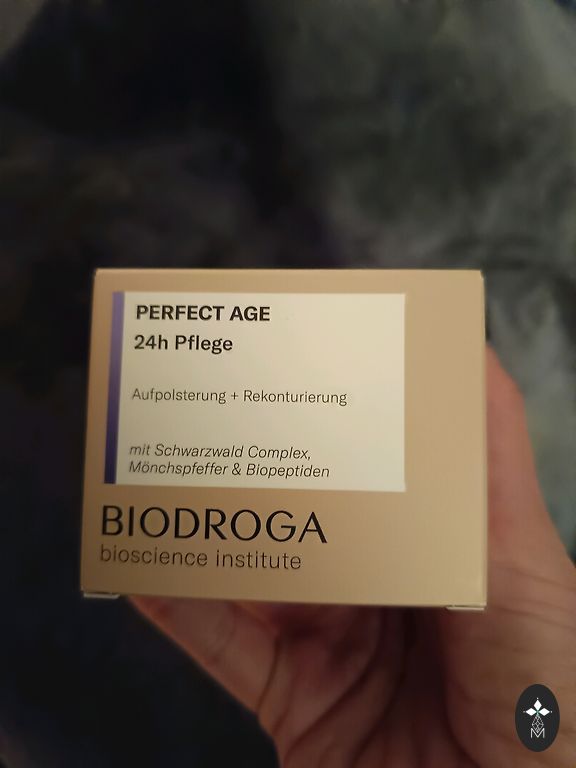 PERFECT AGE
24h Pflege
Aufpolsterung + Rekonturierung
mit Schwarzwald Complex,
Mönchspfeffer & Biopeptiden
BIODROGA
bioscience institute
M